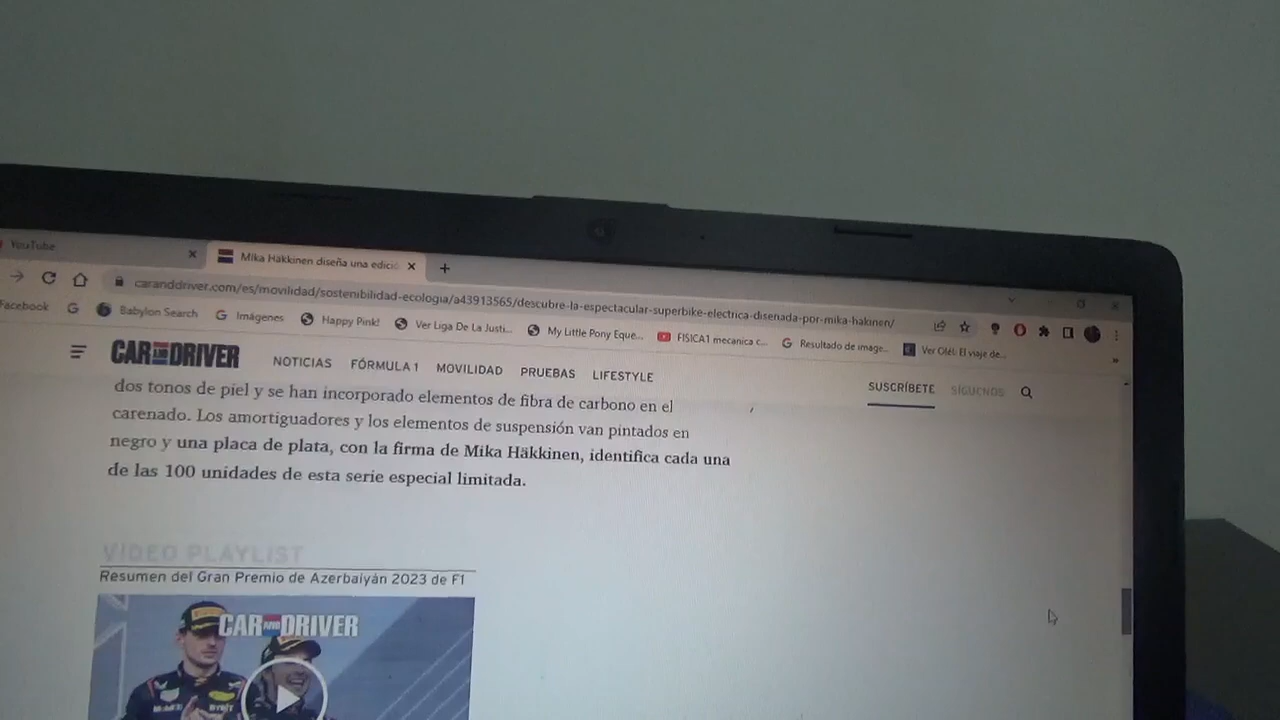 YouTube
Mika Häkkinen diseña una edició
caranddriver.com/es/movilidad/sostenibilidad-ecologia/a43913565/descubre-la-espectacular-superbike-electrica-disenada-por-mika-hakinen/
Facebook
Babylon Search
Imágenes
Happy Pink!
Ver Liga De La Justi...
My Little Pony Eque...
FISICA1 mecanica c...
Resultado de image...
Ver Olél: El viaje de...
CAR AND DRIVER
NOTICIAS FÓRMULA 1 MOVILIDAD PRUEBAS LIFESTYLE
SUSCRÍBETE SÍGUENOS
dos tonos de piel y se han incorporado elementos de fibra de carbono en el
carenado. Los amortiguadores y los elementos de suspensión van pintados en
negro y una placa de plata, con la firma de Mika Häkkinen, identifica cada una
de las 100 unidades de esta serie especial limitada.
VIDEO PLAYLIST
Resumen del Gran Premio de Azerbaiyán 2023 de F1
CAR AND DRIVER